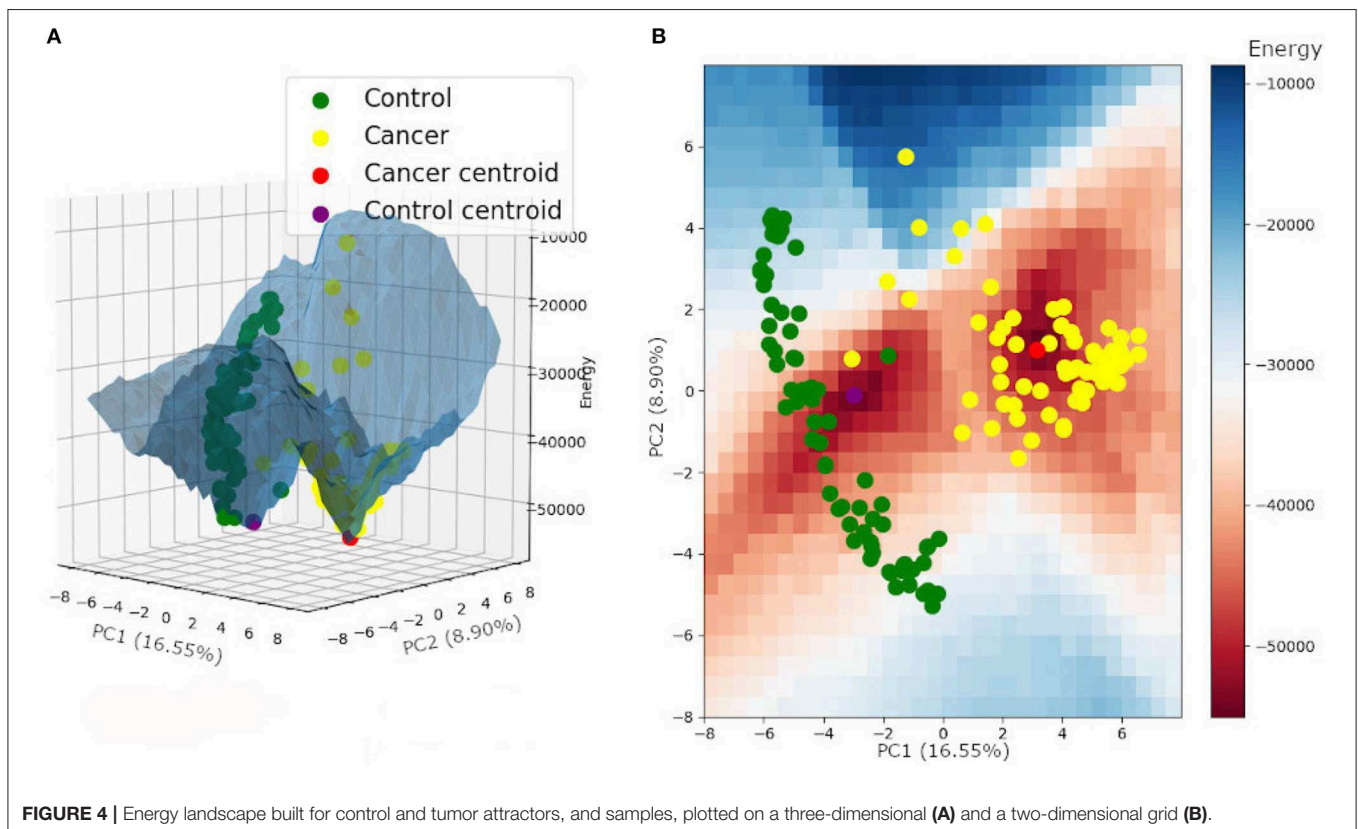 A
Control
Cancer
Cancer centroid
Control centroid
−10000
−20000
−30000
−40000
−50000
Energy
−8 −6 −4 −2 0 2 4 6 8
PC1 (16.55%)
−8 −6 −4 −2 0 2 4 6 8
PC2 (8.90%)
B
6
4
2
0
−2
−4
−6
−8
PC2 (8.90%)
−8 −6 −4 −2 0 2 4 6
PC1 (16.55%)
Energy
−10000
−20000
−30000
−40000
−50000
FIGURE 4 | Energy landscape built for control and tumor attractors, and samples, plotted on a three-dimensional (A) and a two-dimensional grid (B).